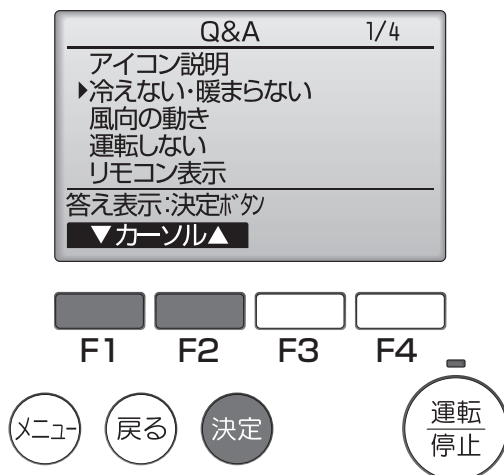 Q&A 1/4
アイコン説明
▶冷えない・暖まらない
風向の動き
運転しない
リモコン表示
答え表示:決定ボタン
▼カーソル▲
F1 F2 F3 F4
メニュー 戻る 決定 運転
停止